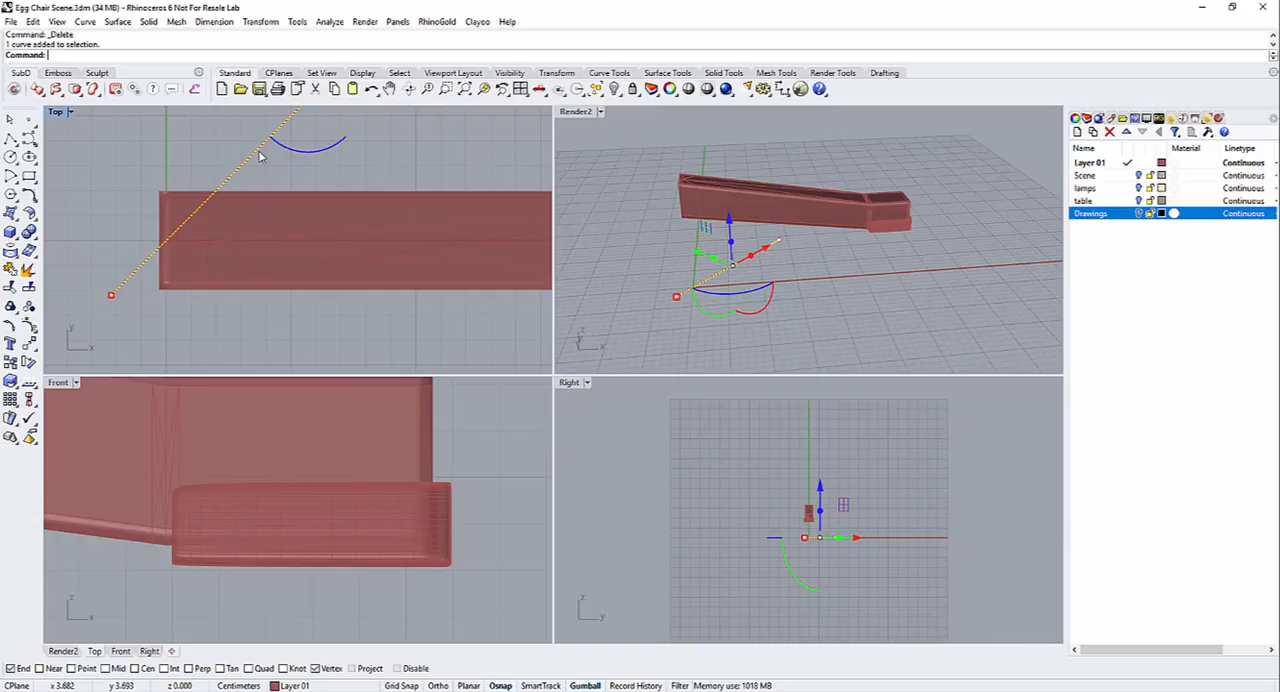 Egg Chair Scene.3dm (34 MB) - Rhinoceros 6 Not For Resale Lab
File Edit View Curve Surface Solid Mesh Dimension Transform Tools Analyze Render Panels RhinoGold Clayoo Help
Command: _Delete
1 curve added to selection.
Command:
SubD Emboss Sculpt Standard CPlanes Set View Display Select Viewport Layout Visibility Transform Curve Tools Surface Tools Solid Tools Mesh Tools Render Tools Drafting
Top
Render2
Name Material Linetype
Layer 01 Continuous
Scene Continuous
lamps Continuous
table Continuous
Drawings Continuous
y
x
z
y
x
Front
Right
z
x
z
y
Render2 Top Front Right
End Near Point Mid Cen Int Perp Tan Quad Knot Vertex Project Disable
CPlane x 3.682 y 3.693 z 0.000 Centimeters Layer 01 Grid Snap Ortho Planar Osnap SmartTrack Gumball Record History Filter Memory use: 1018 MB